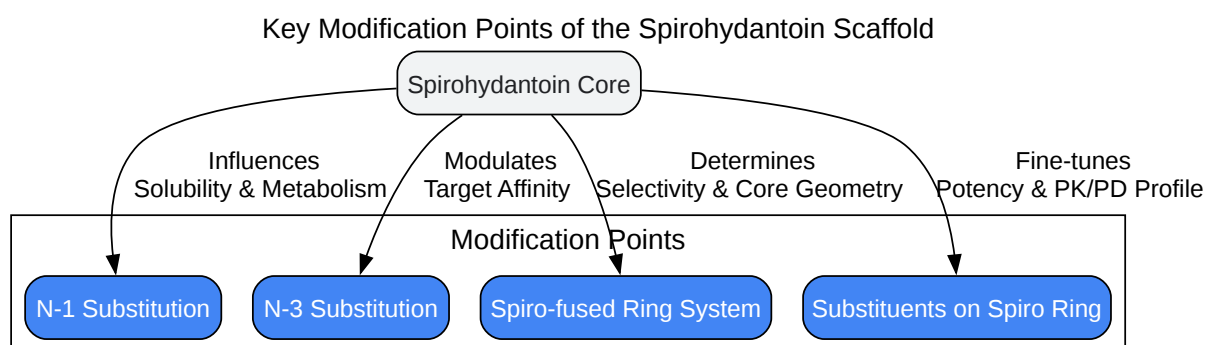 Key Modification Points of the Spirohydantoin Scaffold
Spirohydantoin Core
Influences
Solubility & Metabolism
Modulates
Target Affinity
Determines
Selectivity & Core Geometry
Fine-tunes
Potency & PK/PD Profile
Modification Points
N-1 Substitution
N-3 Substitution
Spiro-fused Ring System
Substituents on Spiro Ring